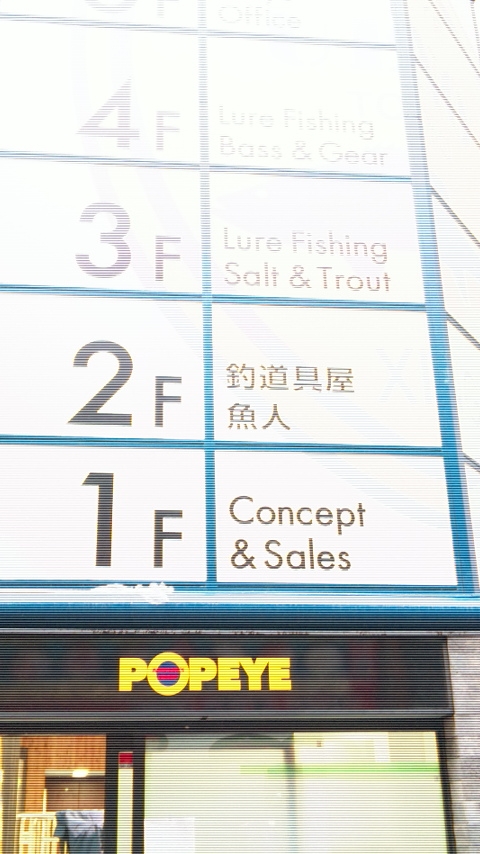 Office
4F
Lure Fishing
Bass & Gear
3F
Lure Fishing
Salt & Trout
2F
釣道具屋
魚人
1F
Concept
& Sales
POPEYE